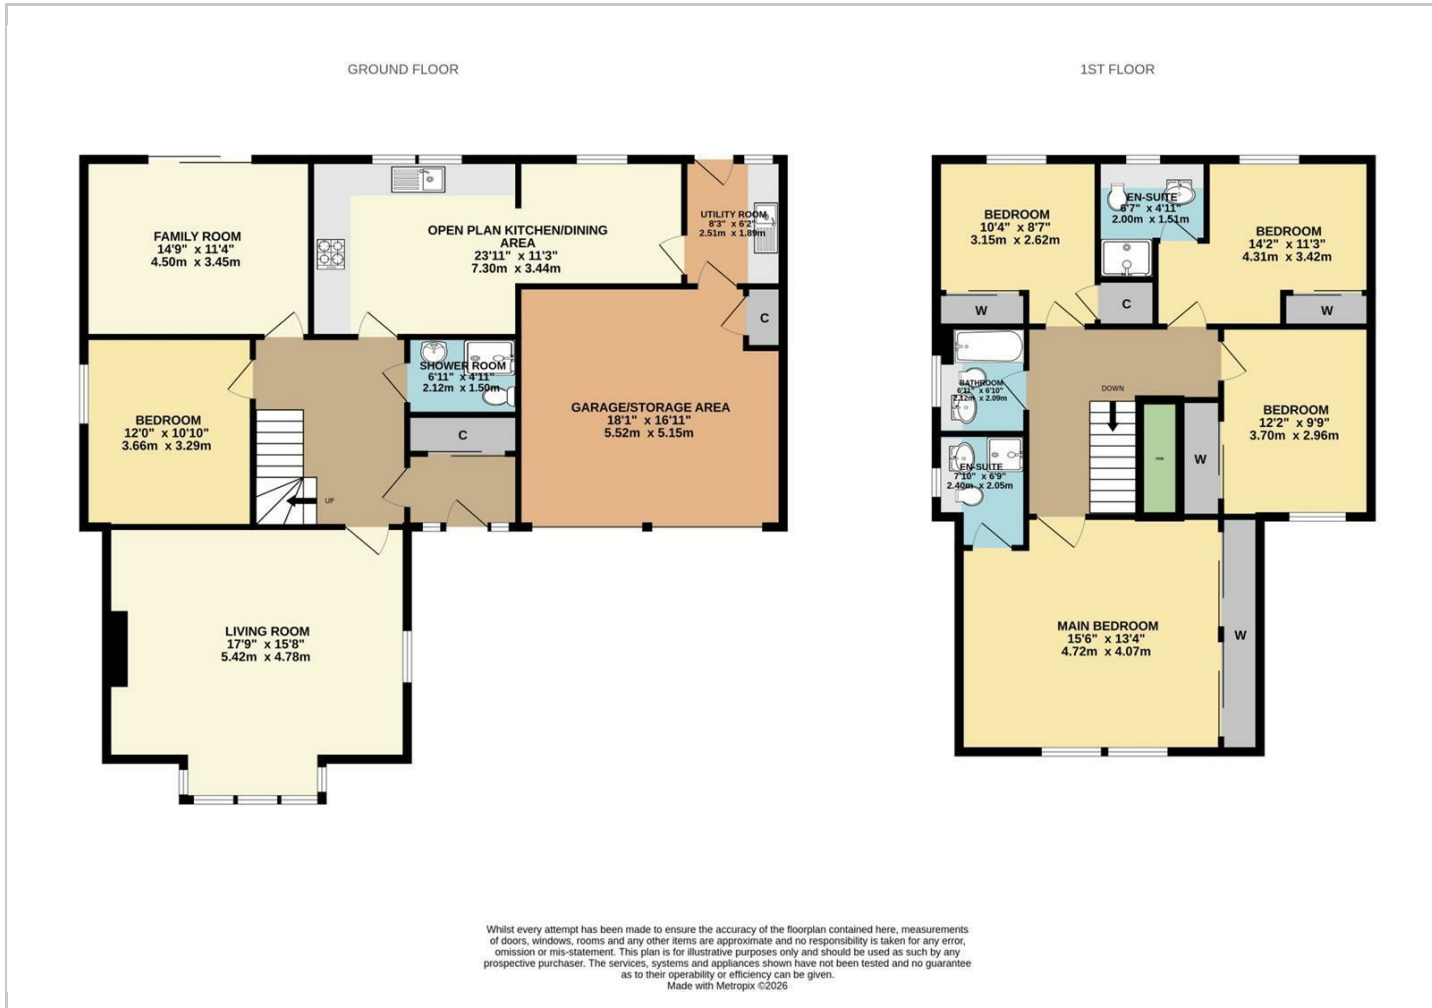 GROUND FLOOR
1ST FLOOR
FAMILY ROOM
14'9" x 11'4"
4.50m x 3.45m
OPEN PLAN KITCHEN/DINING
AREA
23'11" x 11'3"
7.30m x 3.44m
UTILITY ROOM
8'3" x 6'2"
2.51m x 1.89m
C
SHOWER ROOM
6'11" x 4'11"
2.12m x 1.50m
BEDROOM
12'0" x 10'10"
3.66m x 3.29m
C
GARAGE/STORAGE AREA
18'1" x 16'11"
5.52m x 5.15m
UP
LIVING ROOM
17'9" x 15'8"
5.42m x 4.78m
BEDROOM
10'4" x 8'7"
3.15m x 2.62m
EN-SUITE
6'7" x 4'11"
2.00m x 1.51m
BEDROOM
14'2" x 11'3"
4.31m x 3.42m
W
C
W
BATHROOM
6'11" x 6'10"
2.12m x 2.09m
DOWN
BEDROOM
12'2" x 9'9"
3.70m x 2.96m
W
EN-SUITE
7'10" x 6'9"
2.40m x 2.05m
MAIN BEDROOM
15'6" x 13'4"
4.72m x 4.07m
W
Whilst every attempt has been made to ensure the accuracy of the floorplan contained here, measurements
of doors, windows, rooms and any other items are approximate and no responsibility is taken for any error,
omission or mis-statement. This plan is for illustrative purposes only and should be used as such by any
prospective purchaser. The services, systems and appliances shown have not been tested and no guarantee
as to their operability or efficiency can be given.
Made with Metropix ©2026